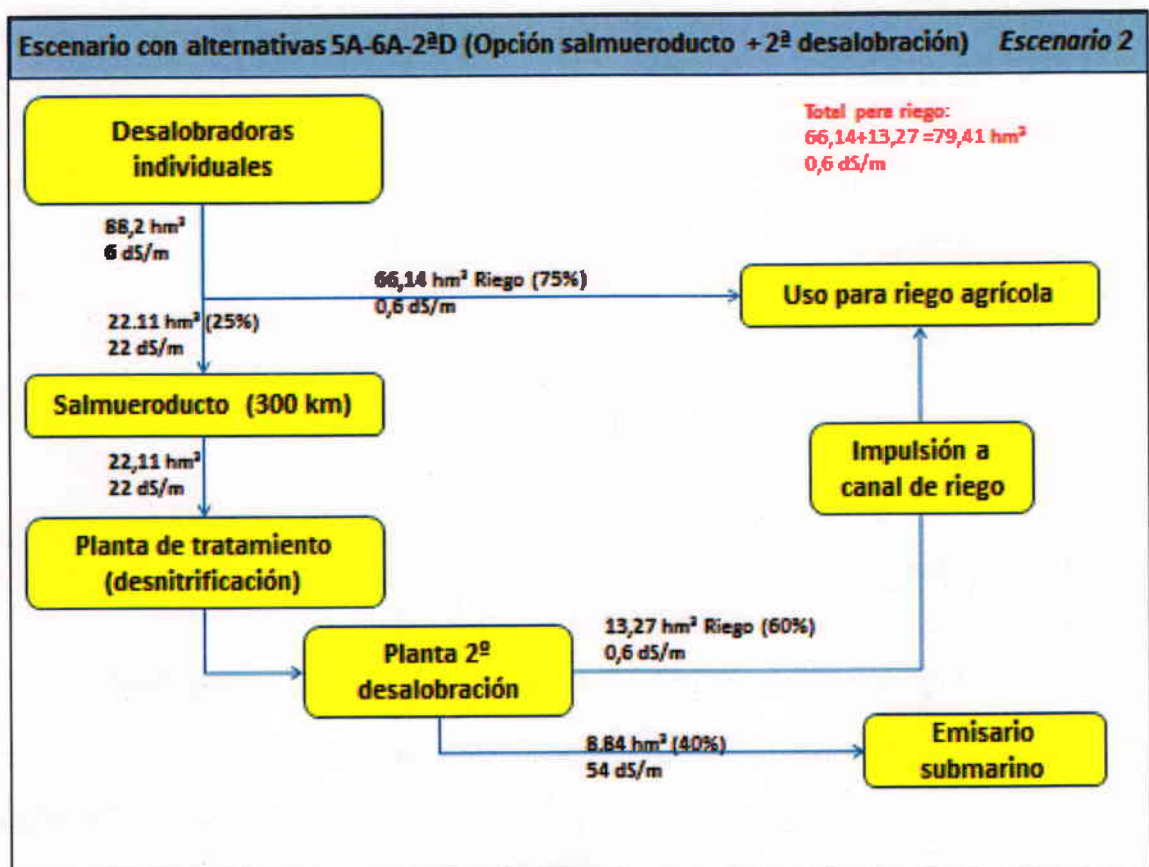 Escenario con alternativas 5A-6A-2ªD (Opción salmueroducto + 2ª desalobración) Escenario 2
Desalobradoras
individuales
Total para riego:
66,14+13,27 =79,41 hm³
0,6 dS/m
88,2 hm³
6 dS/m
66,14 hm³ Riego (75%)
0,6 dS/m
Uso para riego agrícola
22.11 hm³ (25%)
22 dS/m
Salmueroducto (300 km)
22,11 hm³
22 dS/m
Impulsión a
canal de riego
Planta de tratamiento
(desnitrificación)
13,27 hm³ Riego (60%)
0,6 dS/m
Planta 2º
desalobración
8.84 hm³ (40%)
54 dS/m
Emisario
submarino